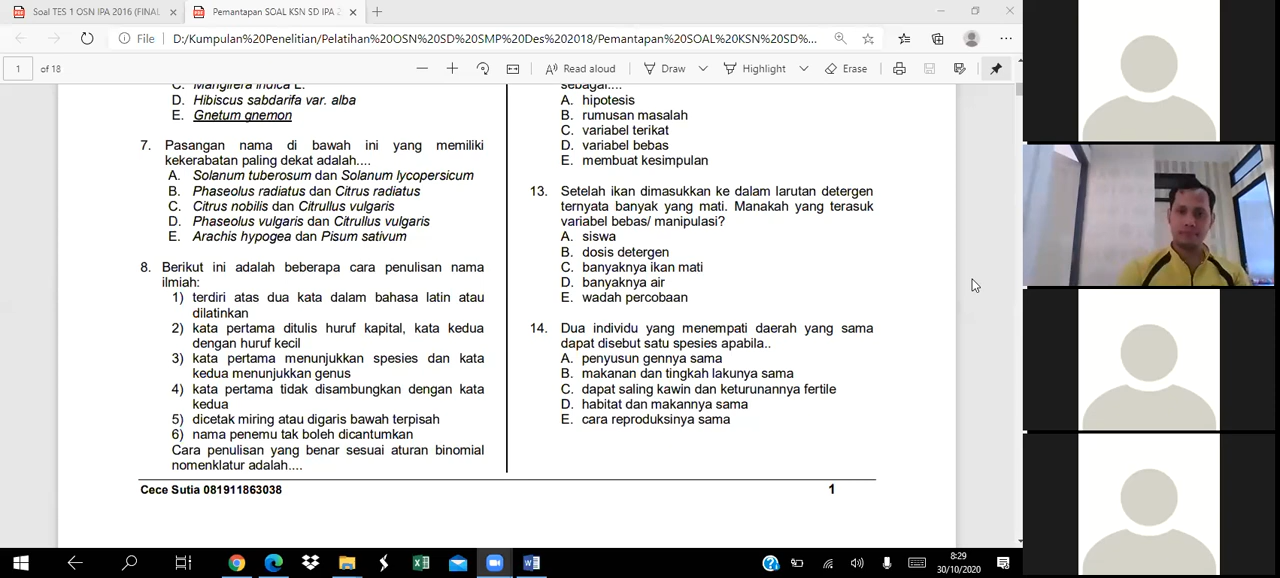 Soal TES 1 OSN IPA 2016 (FINAL
Pemantapan SOAL KSN SD IPA 2
File
D:/Kumpulan%20Penelitian/Pelatihan%20OSN%20SD%20SMP%20Des%202018/Pemantapan%20SOAL%20KSN%20SD%...
1 of 18
Read aloud
Draw
Highlight
Erase
C. Mangifera indica L.
D. Hibiscus sabdarifa var. alba
E. Gnetum gnemon
7. Pasangan nama di bawah ini yang memiliki
kekerabatan paling dekat adalah....
A. Solanum tuberosum dan Solanum lycopersicum
B. Phaseolus radiatus dan Citrus radiatus
C. Citrus nobilis dan Citrullus vulgaris
D. Phaseolus vulgaris dan Citrullus vulgaris
E. Arachis hypogea dan Pisum sativum
8. Berikut ini adalah beberapa cara penulisan nama
ilmiah:
1) terdiri atas dua kata dalam bahasa latin atau
dilatinkan
2) kata pertama ditulis huruf kapital, kata kedua
dengan huruf kecil
3) kata pertama menunjukkan spesies dan kata
kedua menunjukkan genus
4) kata pertama tidak disambungkan dengan kata
kedua
5) dicetak miring atau digaris bawah terpisah
6) nama penemu tak boleh dicantumkan
Cara penulisan yang benar sesuai aturan binomial
nomenklatur adalah....
sebagai....
A. hipotesis
B. rumusan masalah
C. variabel terikat
D. variabel bebas
E. membuat kesimpulan
13. Setelah ikan dimasukkan ke dalam larutan detergen
ternyata banyak yang mati. Manakah yang terasuk
variabel bebas/ manipulasi?
A. siswa
B. dosis detergen
C. banyaknya ikan mati
D. banyaknya air
E. wadah percobaan
14. Dua individu yang menempati daerah yang sama
dapat disebut satu spesies apabila..
A. penyusun gennya sama
B. makanan dan tingkah lakunya sama
C. dapat saling kawin dan keturunannya fertile
D. habitat dan makannya sama
E. cara reproduksinya sama
Cece Sutia 081911863038
1
8:29
30/10/2020